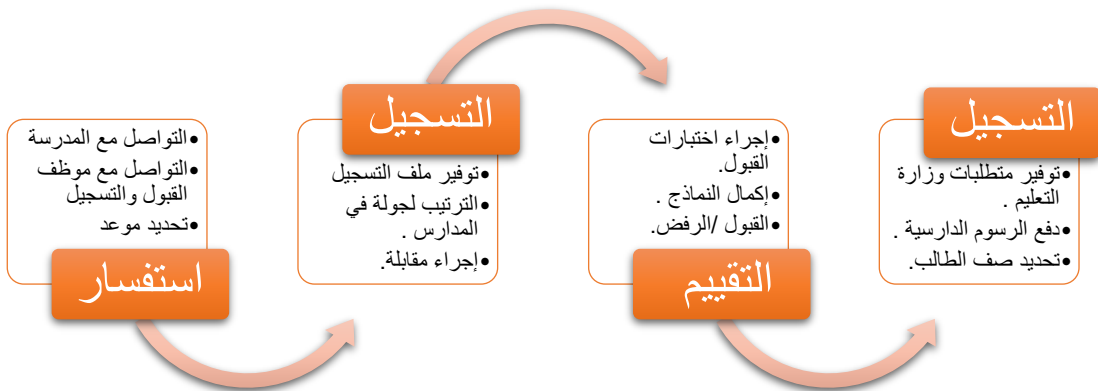 •التواصل مع المدرسة
•التواصل مع موظف
القبول والتسجيل
•تحديد موعد
استفسار
التسجيل
•توفير ملف التسجيل
•الترتيب لجولة في
المدارس .
•إجراء مقابلة.
•إجراء اختبارات
القبول.
•إكمال النماذج .
•القبول /الرفض.
التقييم
التسجيل
•توفير متطلبات وزارة
التعليم .
•دفع الرسوم الدارسية .
•تحديد صف الطالب.